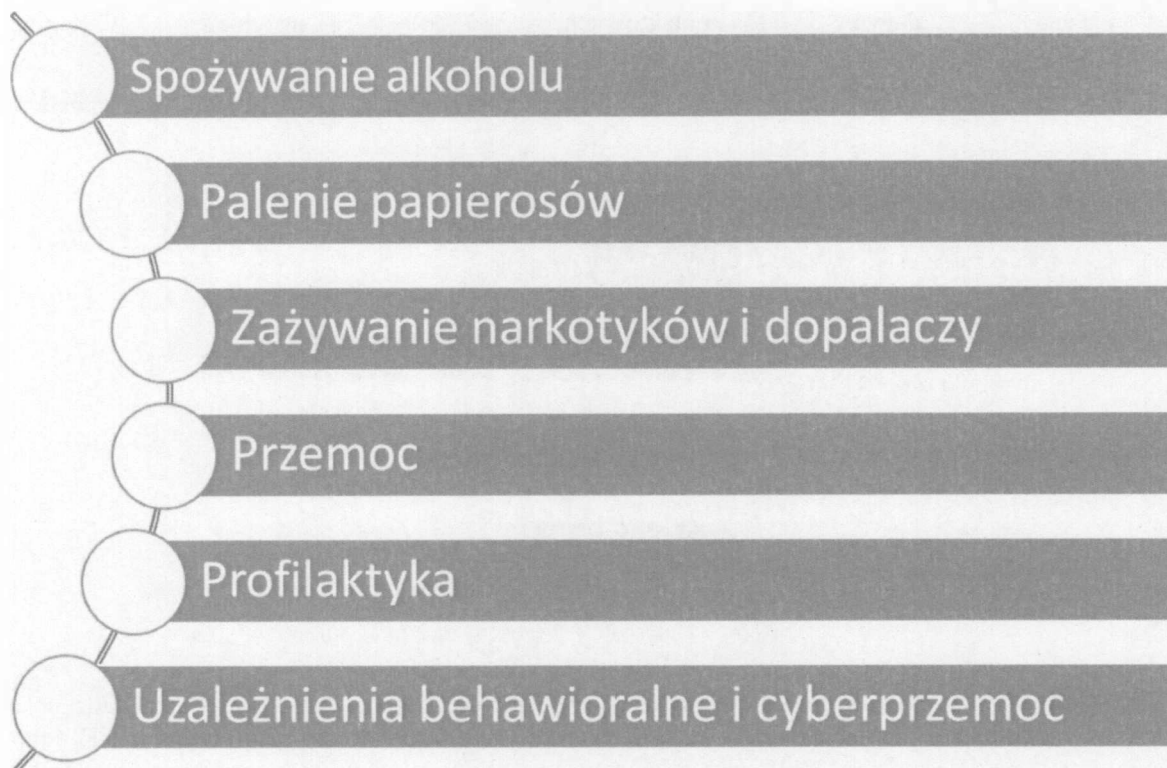 Spożywanie alkoholu
Palenie papierosów
Zażywanie narkotyków i dopalaczy
Przemoc
Profilaktyka
Uzależnienia behawioralne i cyberprzemoc